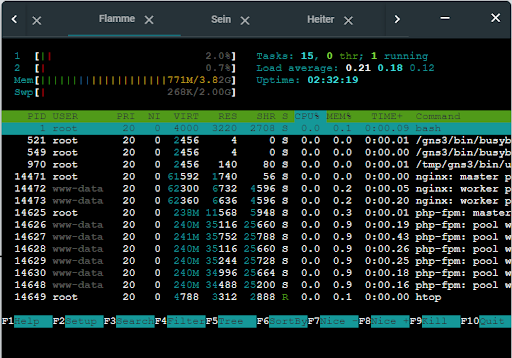 Flamme Sein Heiter
1 [|| 2.0%] Tasks: 15, 0 thr; 1 running
2 [| 0.7%] Load average: 0.21 0.18 0.12
Mem[||||||||||||||||||||||||771M/3.82G] Uptime: 02:32:19
Swp[| 268K/2.00G]
PID USER PRI NI VIRT RES SHR S CPU% MEM% TIME+ Command
1 root 20 0 4000 3220 2708 S 0.0 0.1 0:00.09 bash
521 root 20 0 2456 4 0 S 0.0 0.0 0:00.01 /gns3/bin/busyb
549 root 20 0 2456 4 0 S 0.0 0.0 0:00.00 /gns3/bin/busyb
970 root 20 0 2456 140 80 S 0.0 0.0 0:00.01 /tmp/gns3/bin/u
14471 root 20 0 61592 1740 56 S 0.0 0.0 0:00.00 nginx: master p
14472 www-data 20 0 62300 6732 4596 S 0.0 0.2 0:00.05 nginx: worker p
14473 www-data 20 0 62360 6636 4596 S 0.0 0.2 0:00.20 nginx: worker p
14625 root 20 0 238M 11568 5948 S 0.0 0.3 0:00.01 php-fpm: master
14626 www-data 20 0 240M 35116 25660 S 0.0 0.9 0:00.19 php-fpm: pool w
14627 www-data 20 0 241M 35752 25788 S 0.0 0.9 0:00.43 php-fpm: pool w
14628 www-data 20 0 240M 35116 25660 S 0.0 0.9 0:00.26 php-fpm: pool w
14629 www-data 20 0 240M 35244 25728 S 0.0 0.9 0:00.25 php-fpm: pool w
14630 www-data 20 0 240M 34996 25664 S 0.0 0.9 0:00.18 php-fpm: pool w
14648 www-data 20 0 240M 34488 25200 S 0.0 0.9 0:00.16 php-fpm: pool w
14649 root 20 0 4788 3312 2888 R 0.0 0.1 0:00.00 htop
F1Help F2Setup F3SearchF4FilterF5Tree F6SortByF7Nice -F8Nice +F9Kill F10Quit